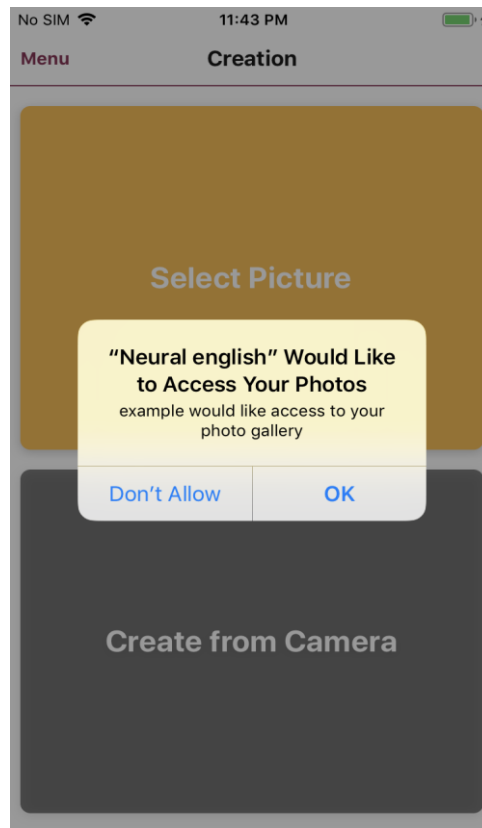 No SIM 11:43 PM
Menu Creation
Select Picture
“Neural english” Would Like
to Access Your Photos
example would like access to your
photo gallery
Don’t Allow OK
Create from Camera